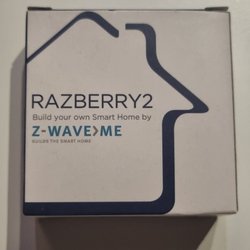 RAZBERRY2
Build your own Smart Home by
Z-WAVE>ME
BUILDS THE SMART HOME